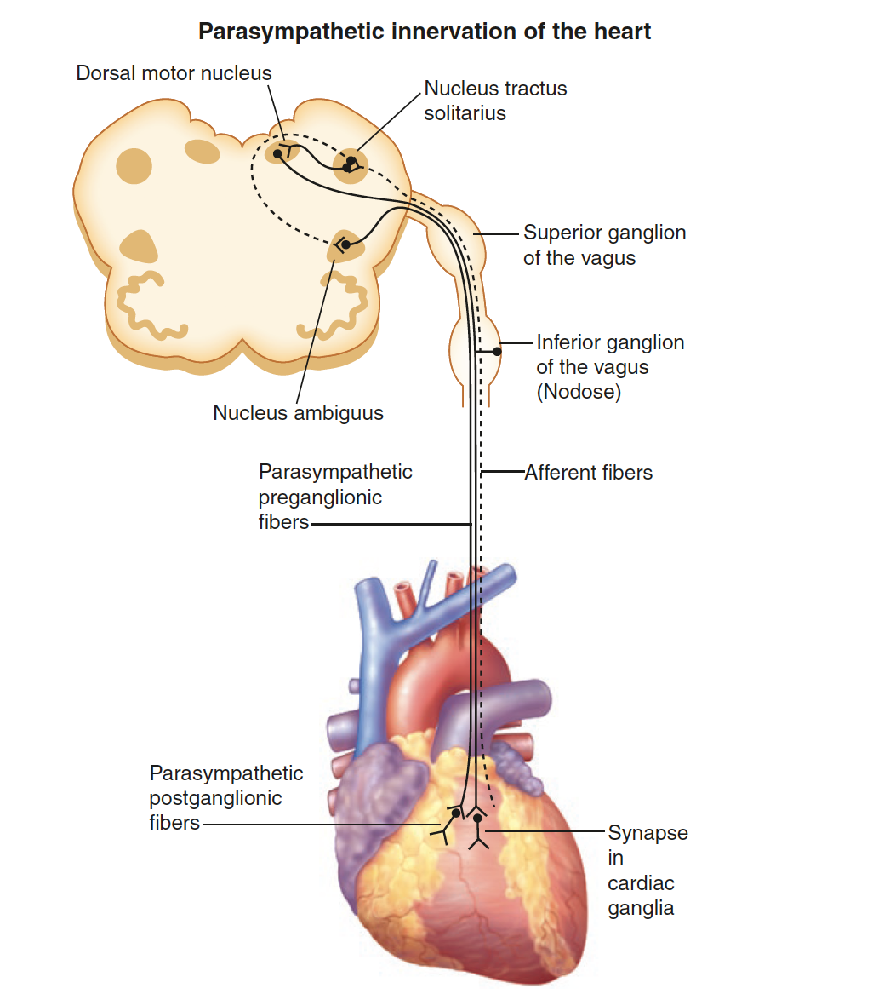 Parasympathetic innervation of the heart
Dorsal motor nucleus
Nucleus tractus
solitarius
Superior ganglion
of the vagus
Inferior ganglion
of the vagus
(Nodose)
Nucleus ambiguus
Parasympathetic
preganglionic
fibers
Afferent fibers
Parasympathetic
postganglionic
fibers
Synapse
in
cardiac
ganglia